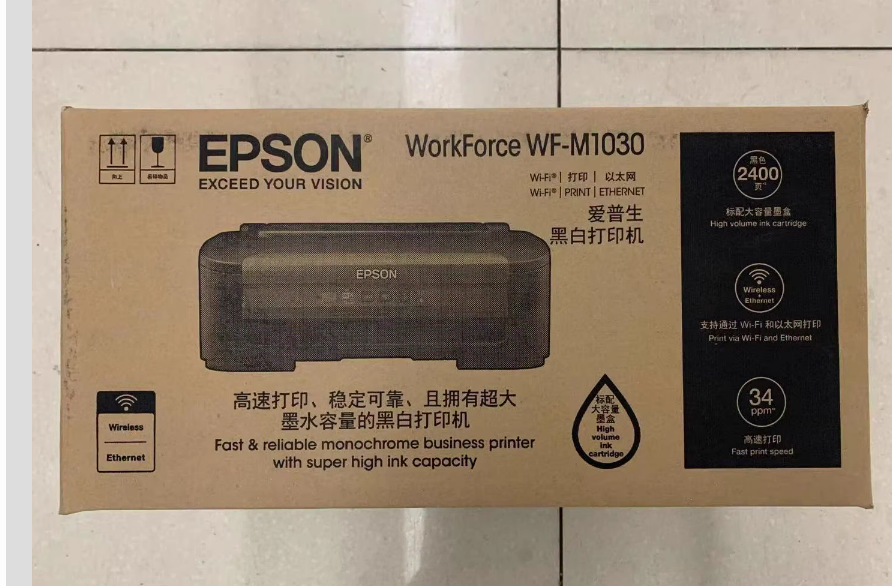 向上
易碎物品
EPSON®
EXCEED YOUR VISION
WorkForce WF-M1030
Wi-Fi® | 打印 | 以太网
Wi-Fi® | PRINT | ETHERNET
爱普生
黑白打印机
EPSON
高速打印、稳定可靠、且拥有超大
墨水容量的黑白打印机
Fast & reliable monochrome business printer
with super high ink capacity
Wireless
Ethernet
标配
大容量
墨盒
High
volume
ink
cartridge
黑色
2400
页
标配大容量墨盒
High volume ink cartridge
Wireless
Ethernet
支持通过 Wi-Fi 和以太网打印
Print via Wi-Fi and Ethernet
34
ppm
高速打印
Fast print speed